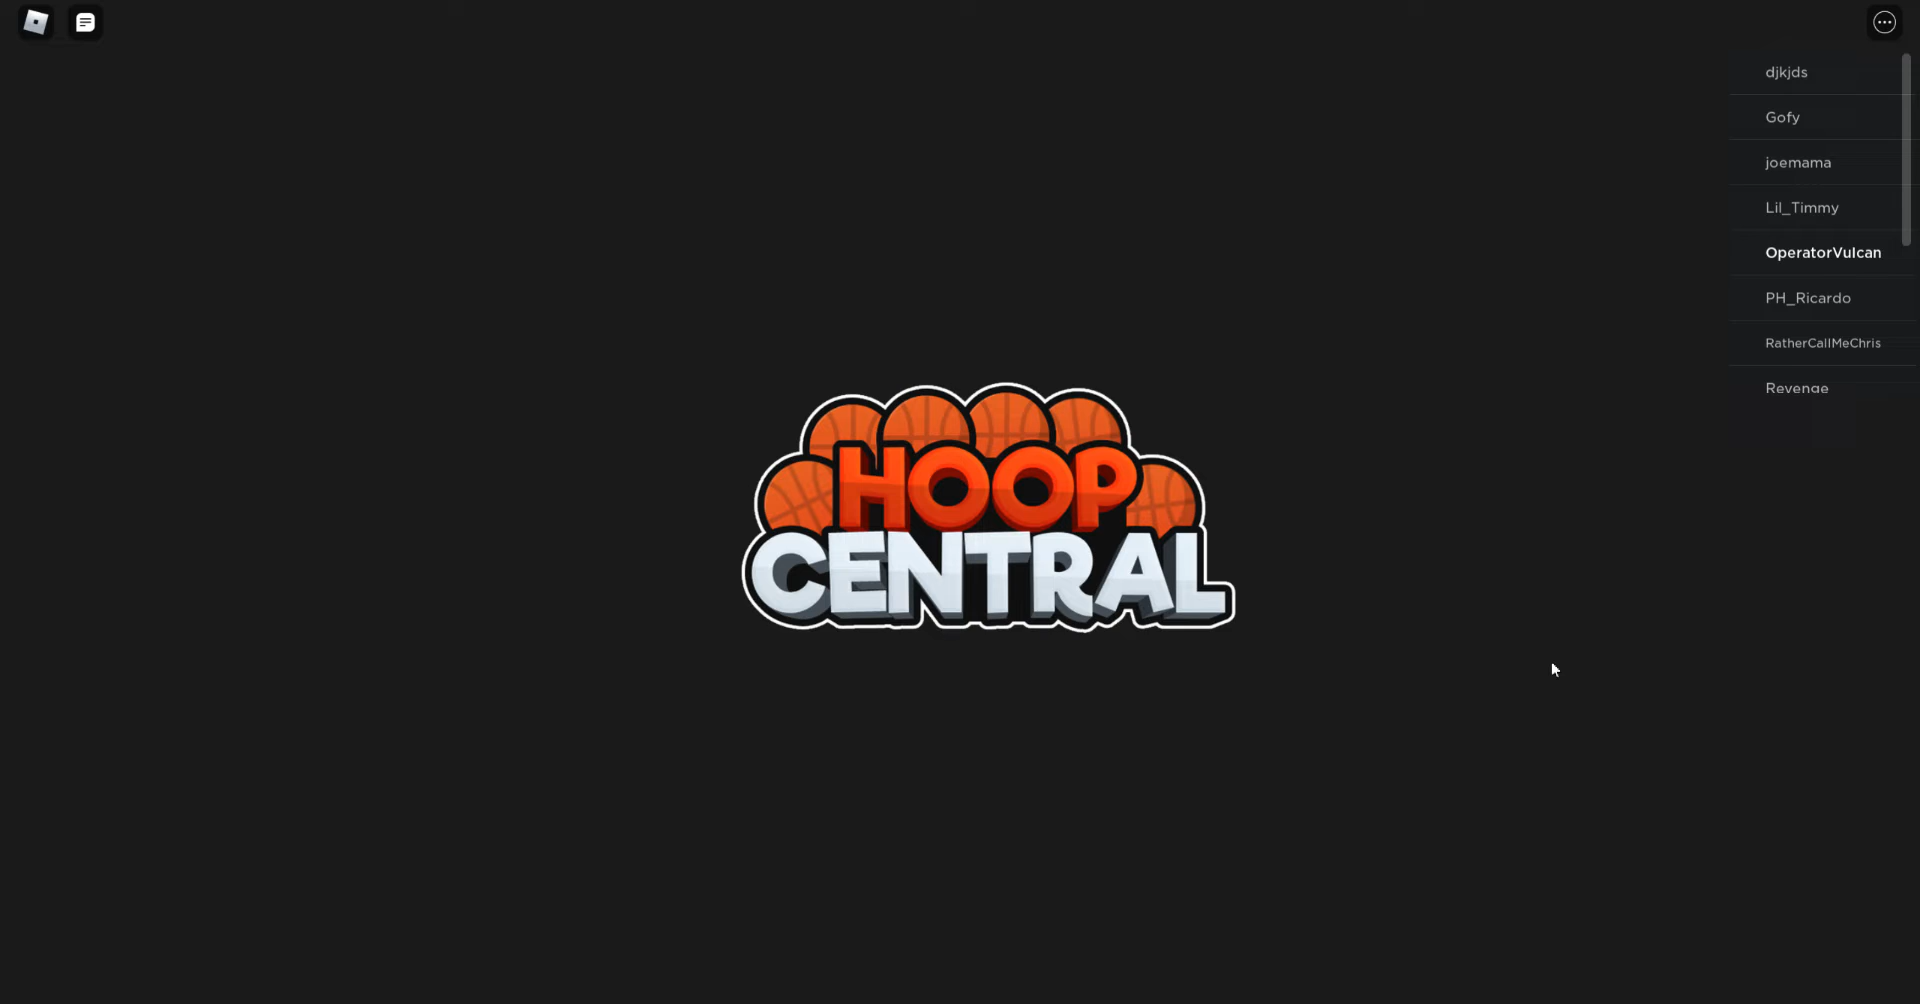 djkjds
Gofy
joemama
Lil_Timmy
OperatorVulcan
PH_Ricardo
RatherCallMeChris
Revenge
HOOP
CENTRAL